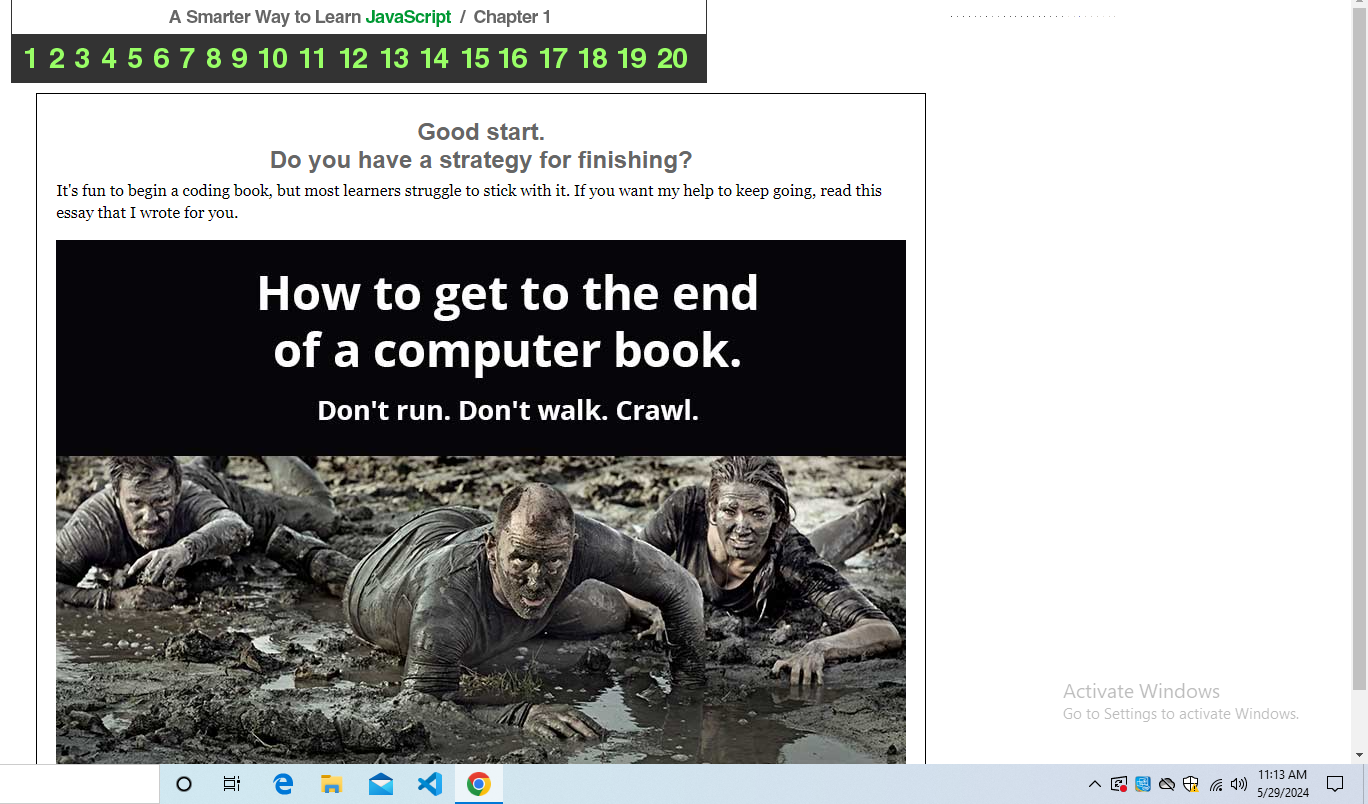 A Smarter Way to Learn JavaScript / Chapter 1
1 2 3 4 5 6 7 8 9 10 11 12 13 14 15 16 17 18 19 20
Good start.
Do you have a strategy for finishing?
It's fun to begin a coding book, but most learners struggle to stick with it. If you want my help to keep going, read this
essay that I wrote for you.
How to get to the end
of a computer book.
Don't run. Don't walk. Crawl.
Activate Windows
Go to Settings to activate Windows.
11:13 AM
5/29/2024